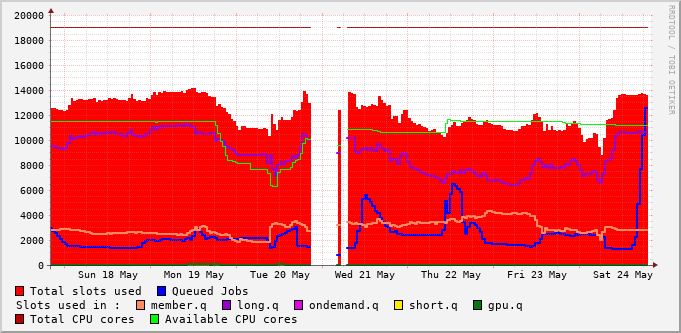 20000
18000
16000
14000
12000
10000
8000
6000
4000
2000
0
Sun 18 May Mon 19 May Tue 20 May Wed 21 May Thu 22 May Fri 23 May Sat 24 May
Total slots used Queued Jobs
Slots used in : member.q long.q ondemand.q short.q gpu.q
Total CPU cores Available CPU cores
RRDTOOL / TOBI OETIKER